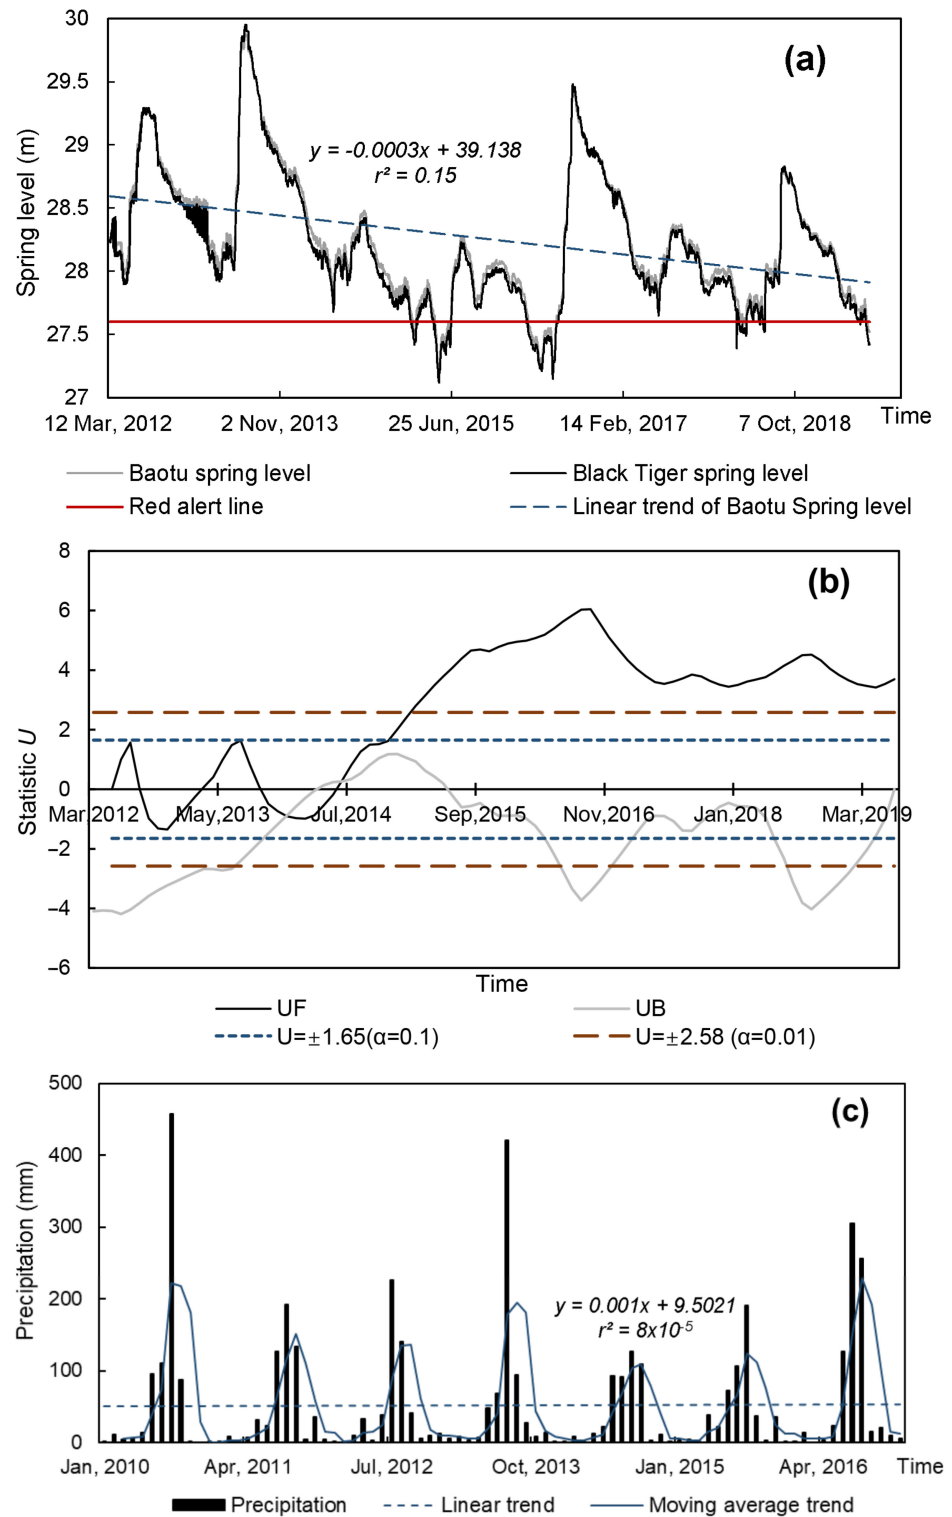 30
(a)
29.5
29
y = -0.0003x + 39.138
r² = 0.15
28.5
28
27.5
27
Spring level (m)
12 Mar, 2012 2 Nov, 2013 25 Jun, 2015 14 Feb, 2017 7 Oct, 2018 Time
Baotu spring level Black Tiger spring level
Red alert line Linear trend of Baotu Spring level
8
(b)
6
4
2
0
Mar,2012 May,2013 Jul,2014 Sep,2015 Nov,2016 Jan,2018 Mar,2019
−2
−4
−6
Statistic U
Time
UF UB
U=±1.65(α=0.1) U=±2.58 (α=0.01)
500
(c)
400
300
200
y = 0.001x + 9.5021
r² = 8x10⁻⁵
100
0
Precipitation (mm)
Jan, 2010 Apr, 2011 Jul, 2012 Oct, 2013 Jan, 2015 Apr, 2016 Time
Precipitation Linear trend Moving average trend